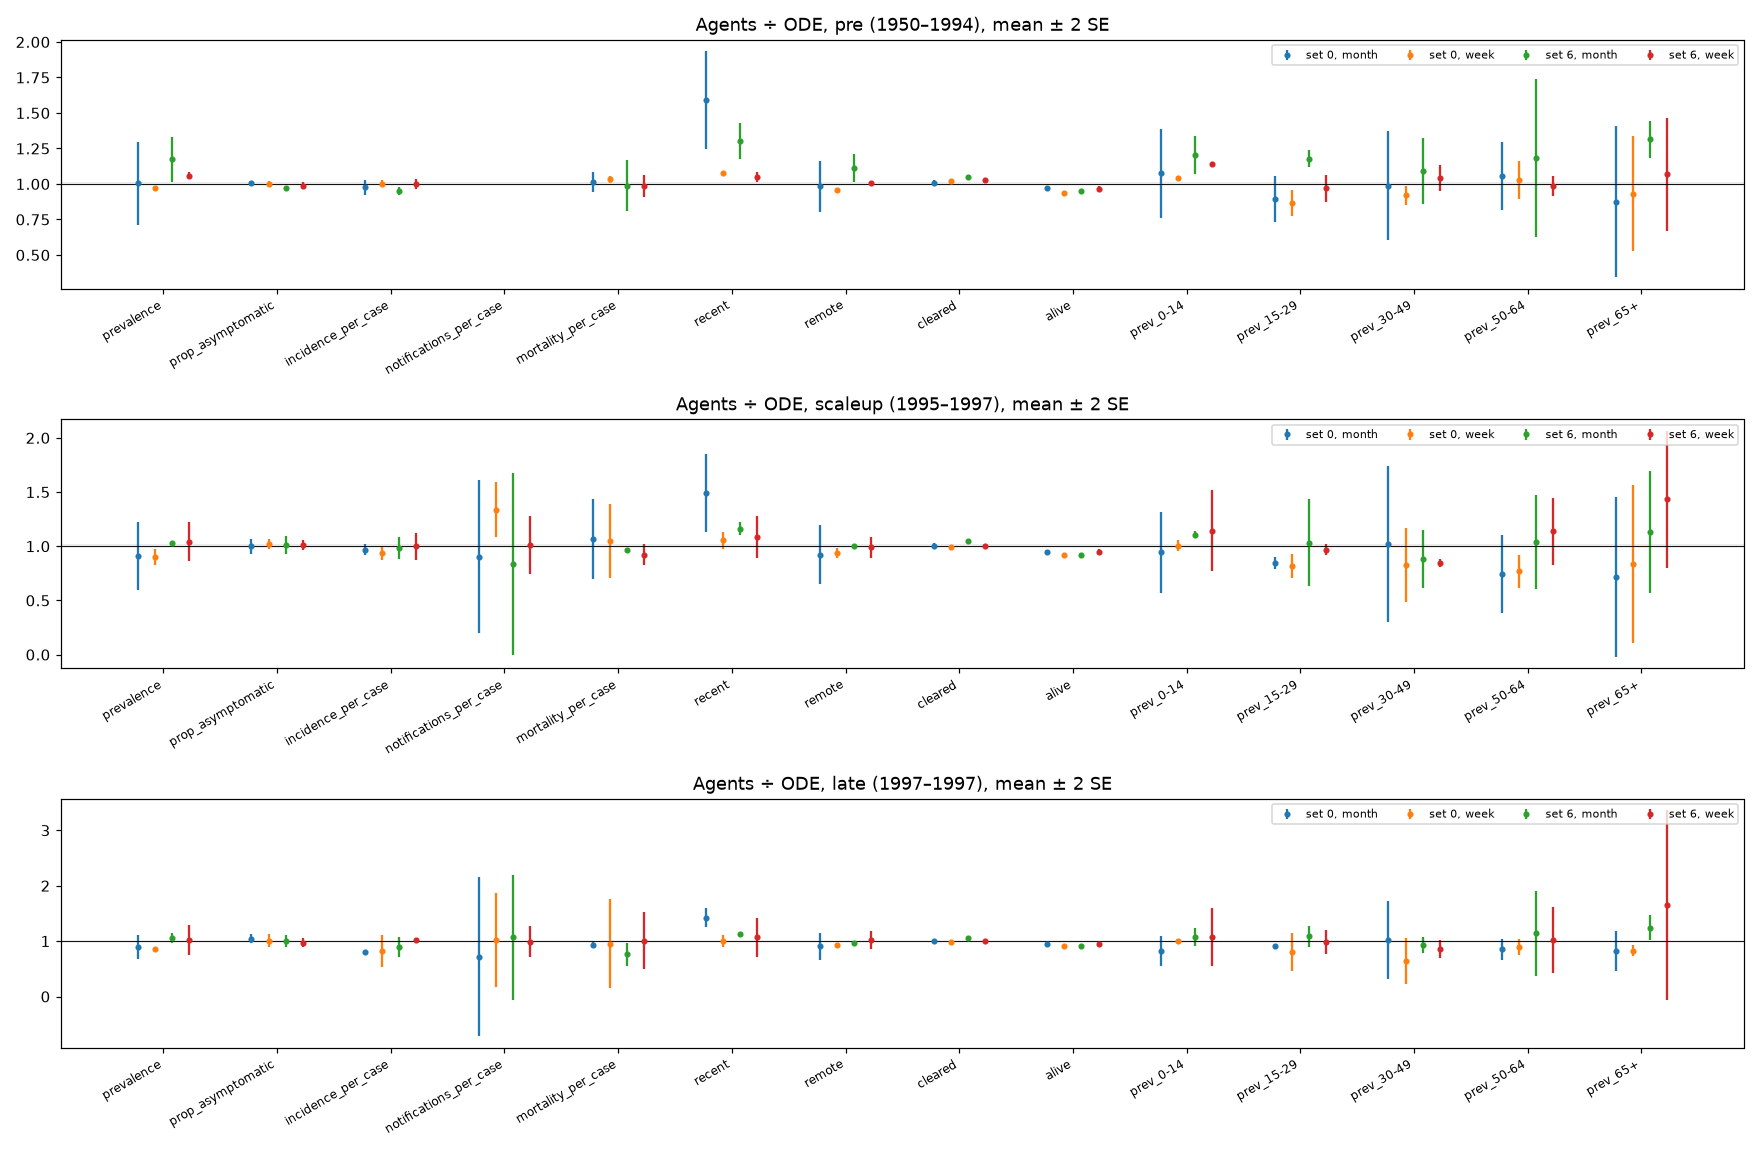 Agents ÷ ODE, pre (1950–1994), mean ± 2 SE
set 0, month set 0, week set 6, month set 6, week
2.00
1.75
1.50
1.25
1.00
0.75
0.50
prevalence prop_asymptomatic incidence_per_case notifications_per_case mortality_per_case recent remote cleared alive prev_0-14 prev_15-29 prev_30-49 prev_50-64 prev_65+
Agents ÷ ODE, scaleup (1995–1997), mean ± 2 SE
set 0, month set 0, week set 6, month set 6, week
2.0
1.5
1.0
0.5
0.0
prevalence prop_asymptomatic incidence_per_case notifications_per_case mortality_per_case recent remote cleared alive prev_0-14 prev_15-29 prev_30-49 prev_50-64 prev_65+
Agents ÷ ODE, late (1997–1997), mean ± 2 SE
set 0, month set 0, week set 6, month set 6, week
3
2
1
0
prevalence prop_asymptomatic incidence_per_case notifications_per_case mortality_per_case recent remote cleared alive prev_0-14 prev_15-29 prev_30-49 prev_50-64 prev_65+